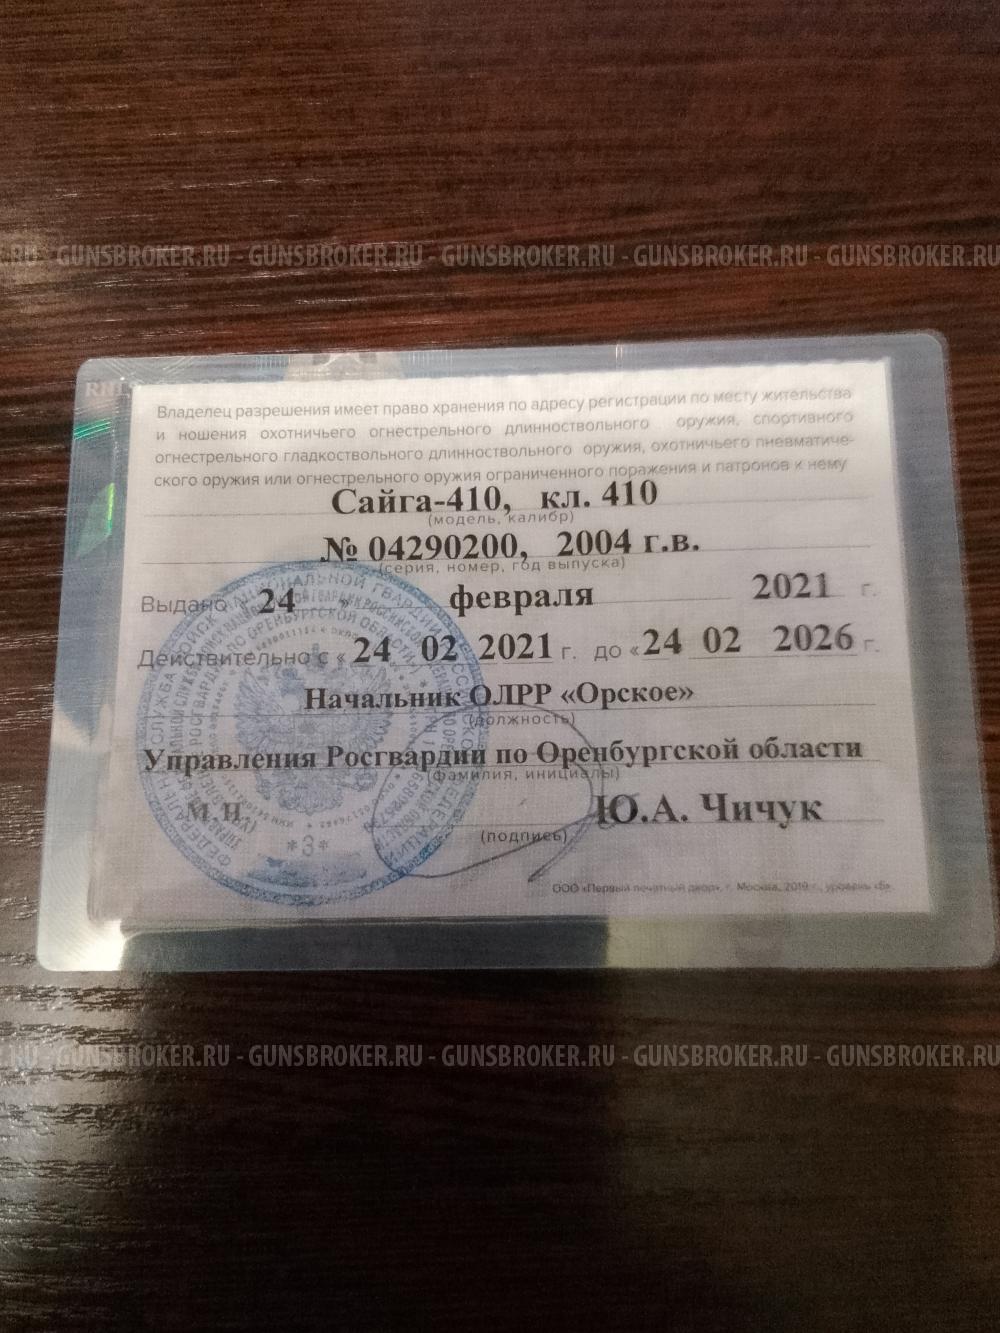 GUNSBROKER.RU - GUNSBROKER.RU - GUNSBROKER.RU - GUNSBROKER.RU - GUNSBROKER.RU
Владелец разрешения имеет право хранения по адресу регистрации по месту жительства
и ношения охотничьего огнестрельного длинноствольного оружия, спортивного
огнестрельного гладкоствольного длинноствольного оружия, охотничьего пневматиче-
ского оружия или огнестрельного оружия ограниченного поражения и патронов к нему
Сайга-410, кл. 410
(модель, калибр)
№ 04290200, 2004 г.в.
(серия, номер, год выпуска)
Выдано « 24 » февраля 2021 г.
Действительно с « 24 02 2021 г. до « 24 02 2026 г.
Начальник ОЛРР «Орское»
(должность)
Управления Росгвардии по Оренбургской области
(фамилия, инициалы)
М.П. Ю.А. Чичук
(подпись)
*3*
ООО «Первый печатный двор», г. Москва, 2019 г., уровень «Б».
RU - GUNSBROKER.RU - GUNSBROKER.RU - GUNSBROKER.RU - GUNSBROKER.RU - GUNSBROKER.RU